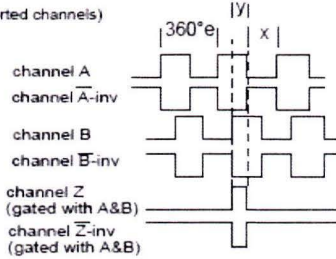 rted channels)
|y|
360°e
x
channel A
channel A̅-inv
channel B
channel B̅-inv
channel Z
(gated with A&B)
channel Z̅-inv
(gated with A&B)